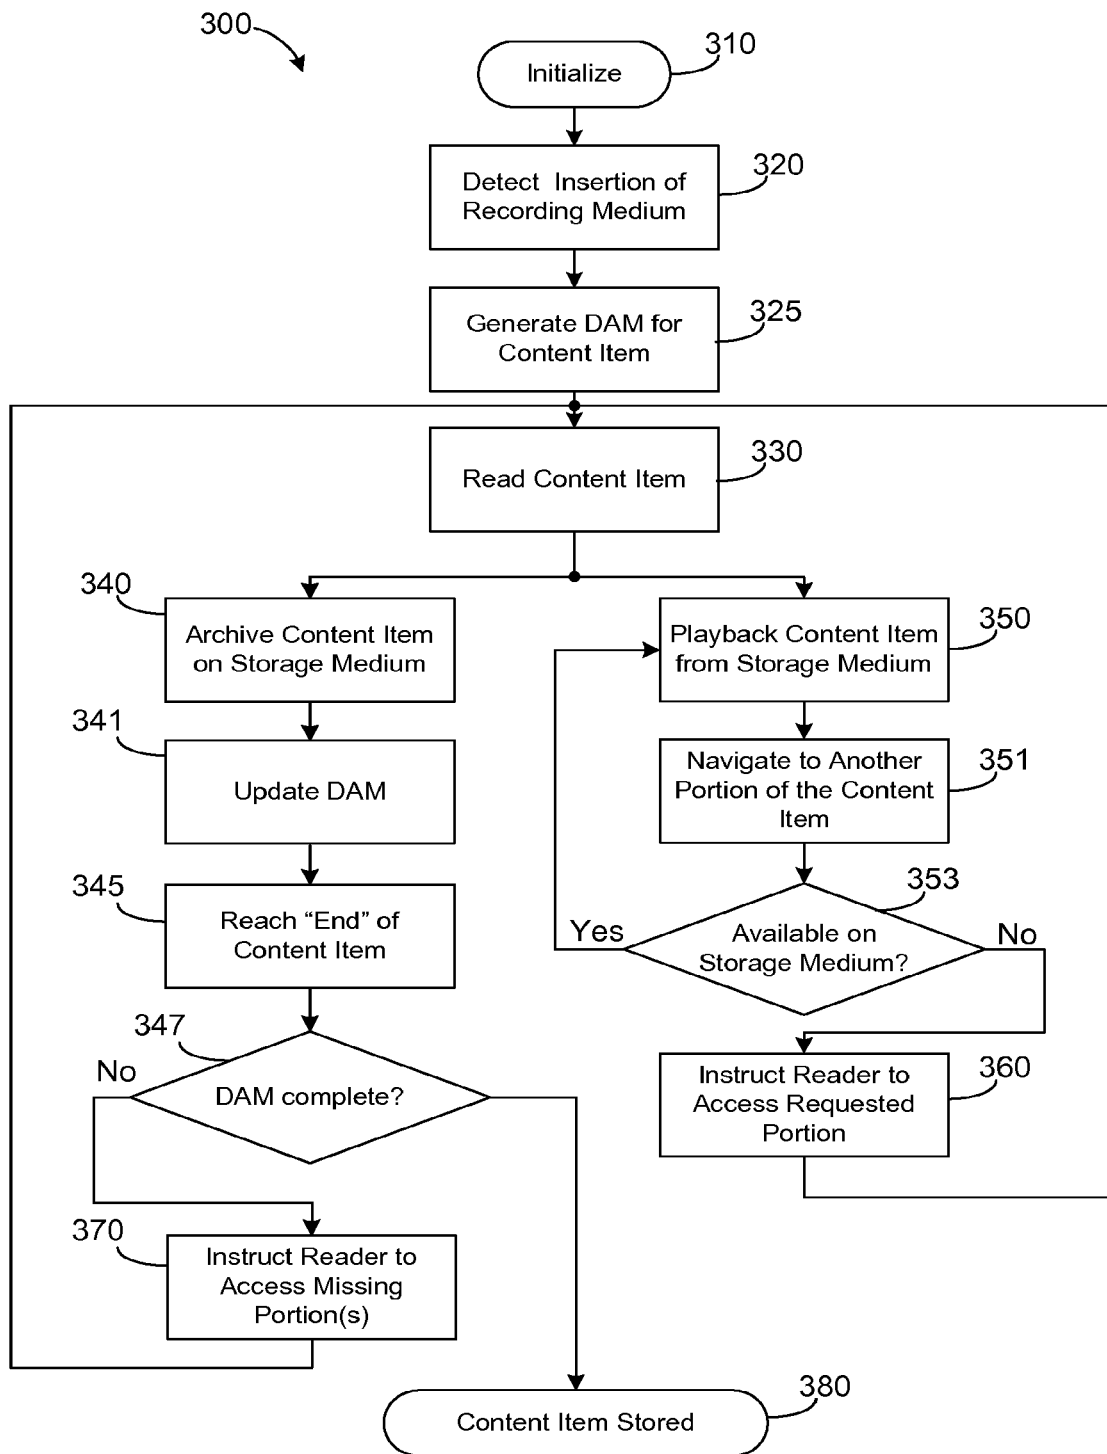 300
310
Initialize
320
Detect Insertion of
Recording Medium
325
Generate DAM for
Content Item
330
Read Content Item
340
Archive Content Item
on Storage Medium
350
Playback Content Item
from Storage Medium
341
Update DAM
351
Navigate to Another
Portion of the Content
Item
345
Reach “End” of
Content Item
353
Yes
Available on
Storage Medium?
No
347
No
DAM complete?
360
Instruct Reader to
Access Requested
Portion
370
Instruct Reader to
Access Missing
Portion(s)
380
Content Item Stored